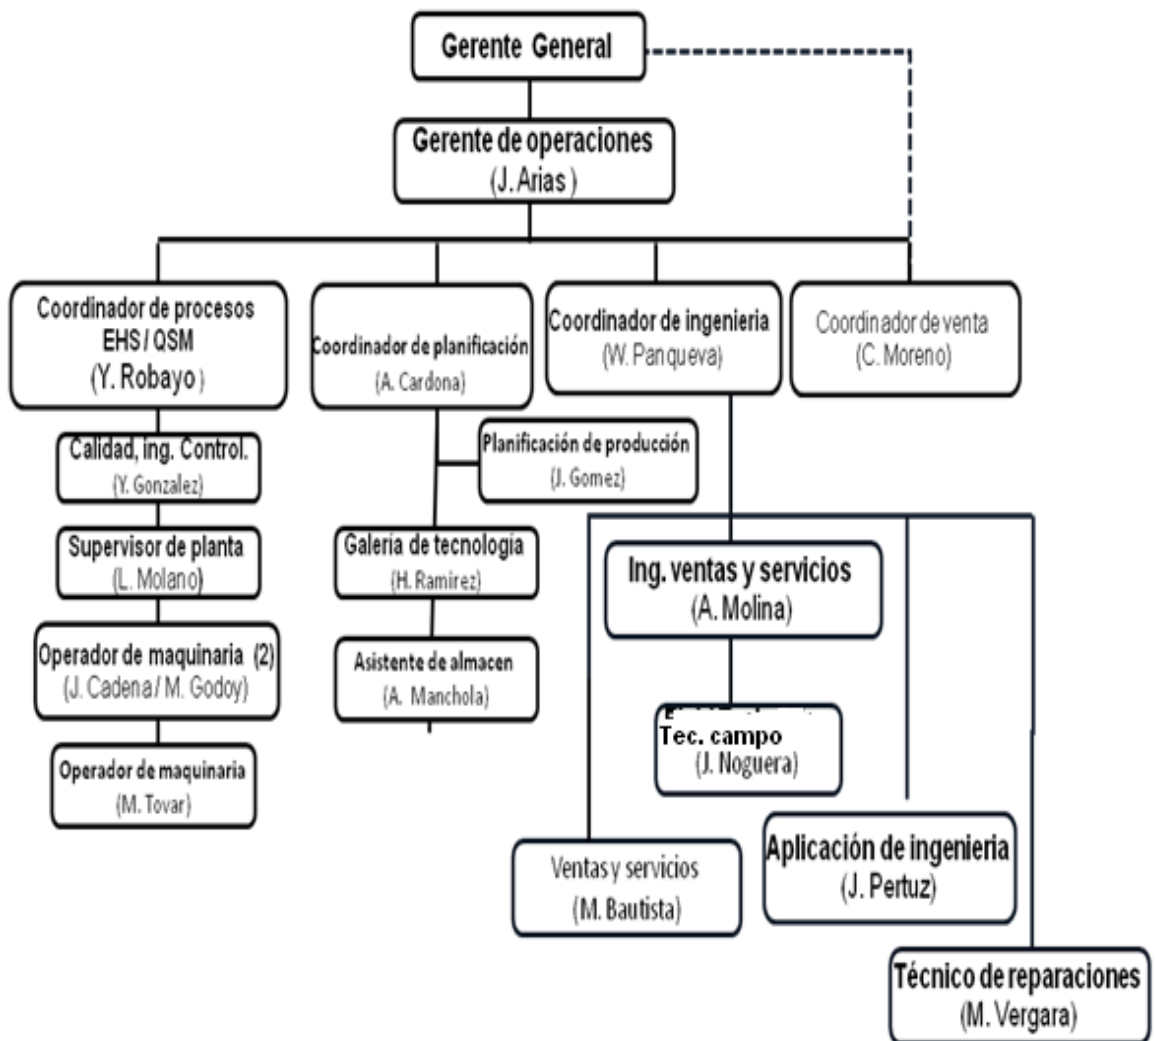 Gerente General
Gerente de operaciones
(J. Arias )
Coordinador de procesos
EHS / QSM
(Y. Robayo )
Coordinador de planificación
(A. Cardona)
Coordinador de ingenieria
(W. Panqueva)
Coordinador de venta
(C. Moreno)
Calidad, ing. Control.
(Y. Gonzalez)
Planificación de producción
(J. Gomez)
Supervisor de planta
(L. Molano)
Galería de tecnología
(H. Ramirez)
Ing. ventas y servicios
(A. Molina)
Operador de maquinaria (2)
(J. Cadena / M. Godoy)
Asistente de almacen
(A. Manchola)
Tec. campo
(J. Noguera)
Operador de maquinaria
(M. Tovar)
Ventas y servicios
(M. Bautista)
Aplicación de ingenieria
(J. Pertuz)
Técnico de reparaciones
(M. Vergara)